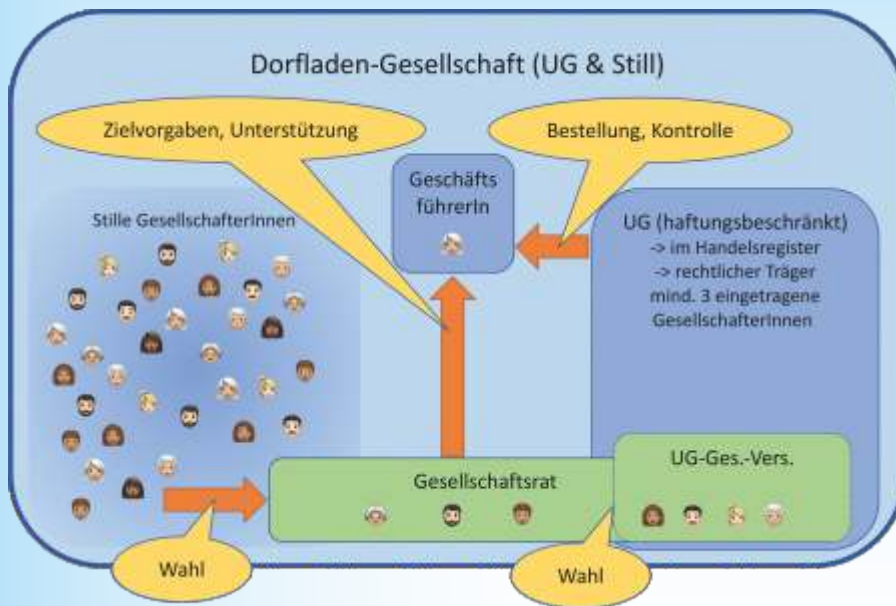 Dorfladen-Gesellschaft (UG & Still)
Zielvorgaben, Unterstützung
Bestellung, Kontrolle
Geschäfts
führerIn
Stille GesellschafterInnen
UG (haftungsbeschränkt)
-> im Handelsregister
-> rechtlicher Träger
mind. 3 eingetragene
GesellschafterInnen
Gesellschaftsrat
UG-Ges.-Vers.
Wahl
Wahl